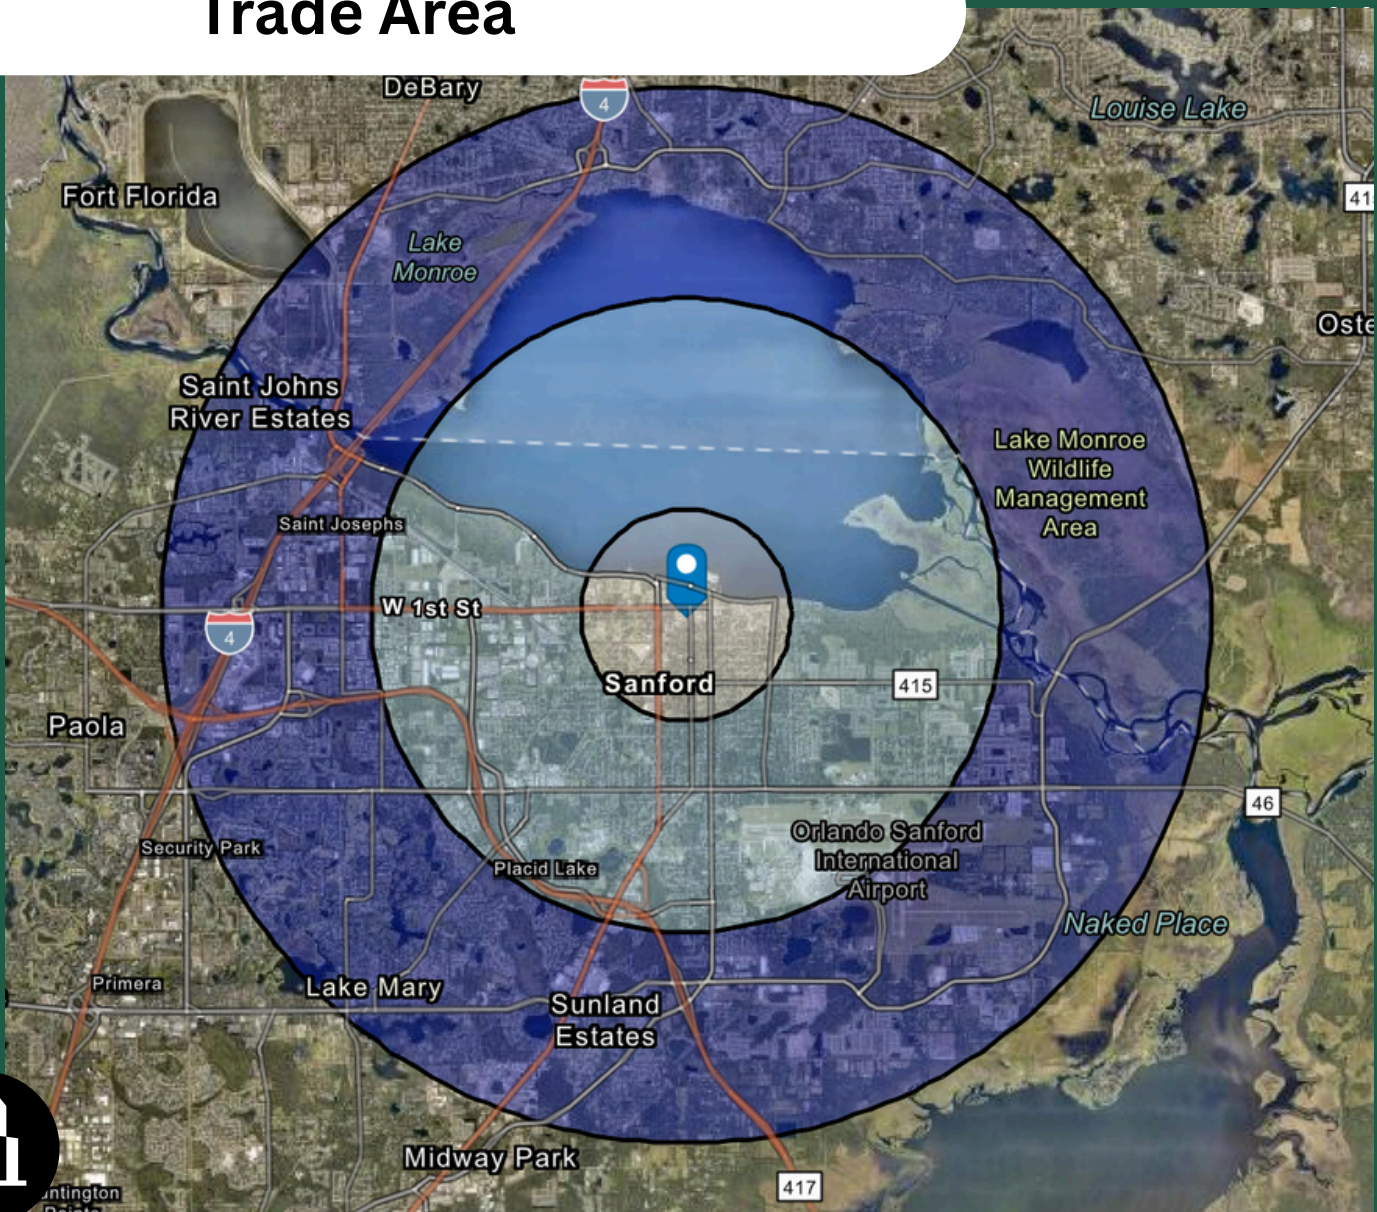 Trade Area
DeBary
4
Louise Lake
Fort Florida
41
Lake
Monroe
Oste
Saint Johns
River Estates
Lake Monroe
Wildlife
Management
Area
Saint Josephs
W 1st St
4
Sanford
415
Paola
46
Orlando Sanford
International
Airport
Security Park
Placid Lake
Naked Place
Primera
Lake Mary
Sunland
Estates
Midway Park
417
untington